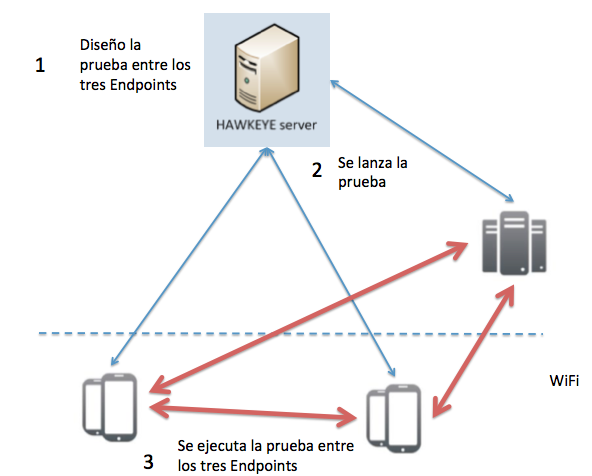 1
Diseño la
prueba entre los
tres Endpoints
HAWKEYE server
2
Se lanza la
prueba
WiFi
3
Se ejecuta la prueba entre
los tres Endpoints